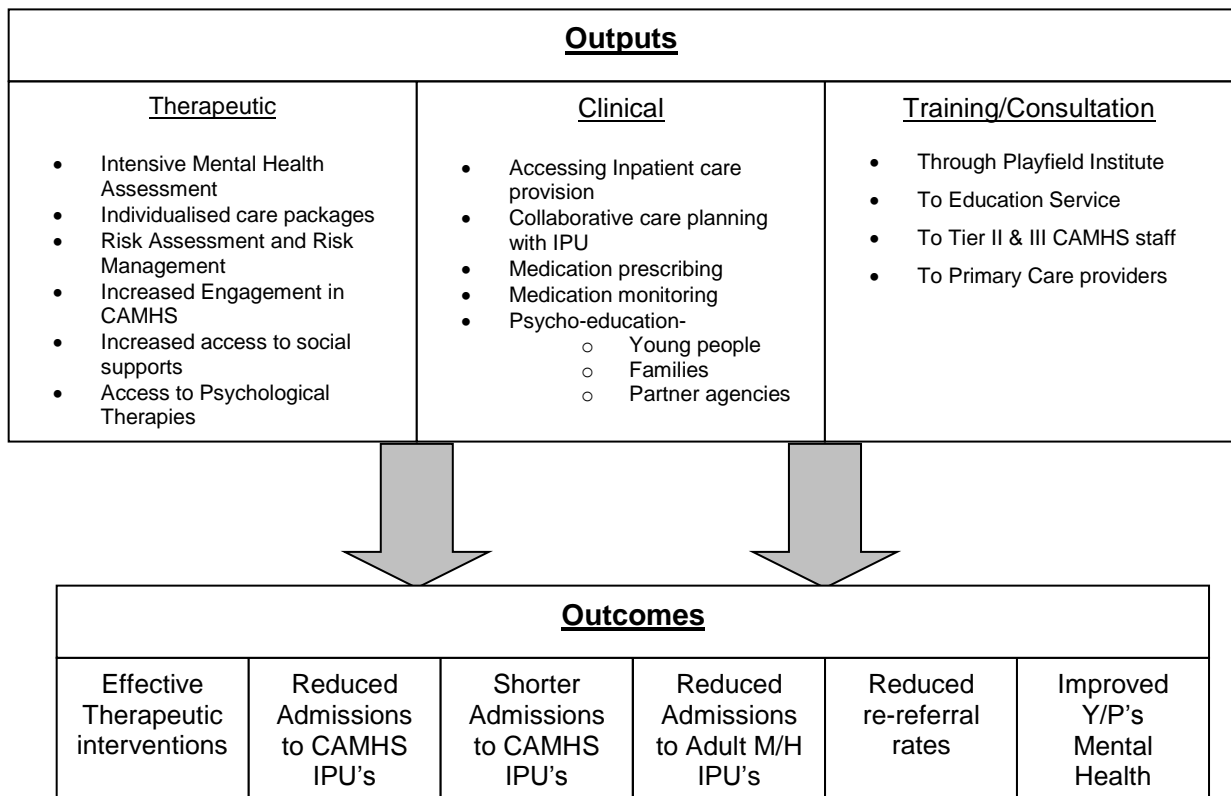 Outputs
Therapeutic
• Intensive Mental Health
Assessment
• Individualised care packages
• Risk Assessment and Risk
Management
• Increased Engagement in
CAMHS
• Increased access to social
supports
• Access to Psychological
Therapies
Clinical
• Accessing Inpatient care
provision
• Collaborative care planning
with IPU
• Medication prescribing
• Medication monitoring
• Psycho-education-
o Young people
o Families
o Partner agencies
Training/Consultation
• Through Playfield Institute
• To Education Service
• To Tier II & III CAMHS staff
• To Primary Care providers
Outcomes
Effective
Therapeutic
interventions
Reduced
Admissions
to CAMHS
IPU's
Shorter
Admissions
to CAMHS
IPU's
Reduced
Admissions
to Adult M/H
IPU's
Reduced
re-referral
rates
Improved
Y/P's
Mental
Health